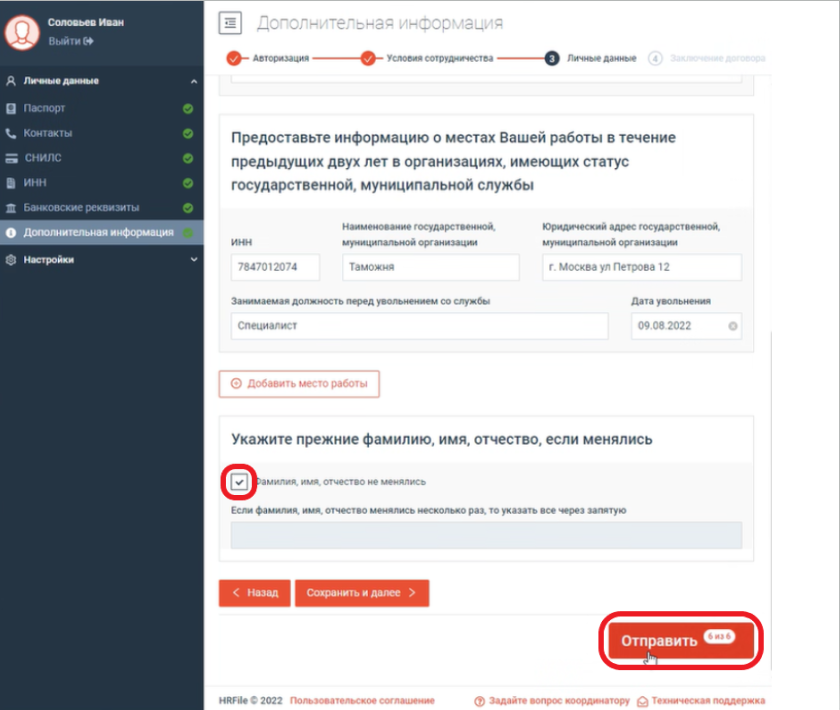 Соловьев Иван
Выйти
Личные данные
Паспорт
Контакты
СНИЛС
ИНН
Банковские реквизиты
Дополнительная информация
Настройки
Дополнительная информация
Авторизация
Условия сотрудничества
3 Личные данные
4 Заключение договора
Предоставьте информацию о местах Вашей работы в течение
предыдущих двух лет в организациях, имеющих статус
государственной, муниципальной службы
ИНН
Наименование государственной,
муниципальной организации
Юридический адрес государственной,
муниципальной организации
7847012074
Таможня
г. Москва ул Петрова 12
Занимаемая должность перед увольнением со службы
Дата увольнения
Специалист
09.08.2022
Добавить место работы
Укажите прежние фамилию, имя, отчество, если менялись
Фамилия, имя, отчество не менялись
Если фамилия, имя, отчество менялись несколько раз, то указать все через запятую
Назад
Сохранить и далее
Отправить 6 из 6
HRFile © 2022 Пользовательское соглашение
Задайте вопрос координатору
Техническая поддержка